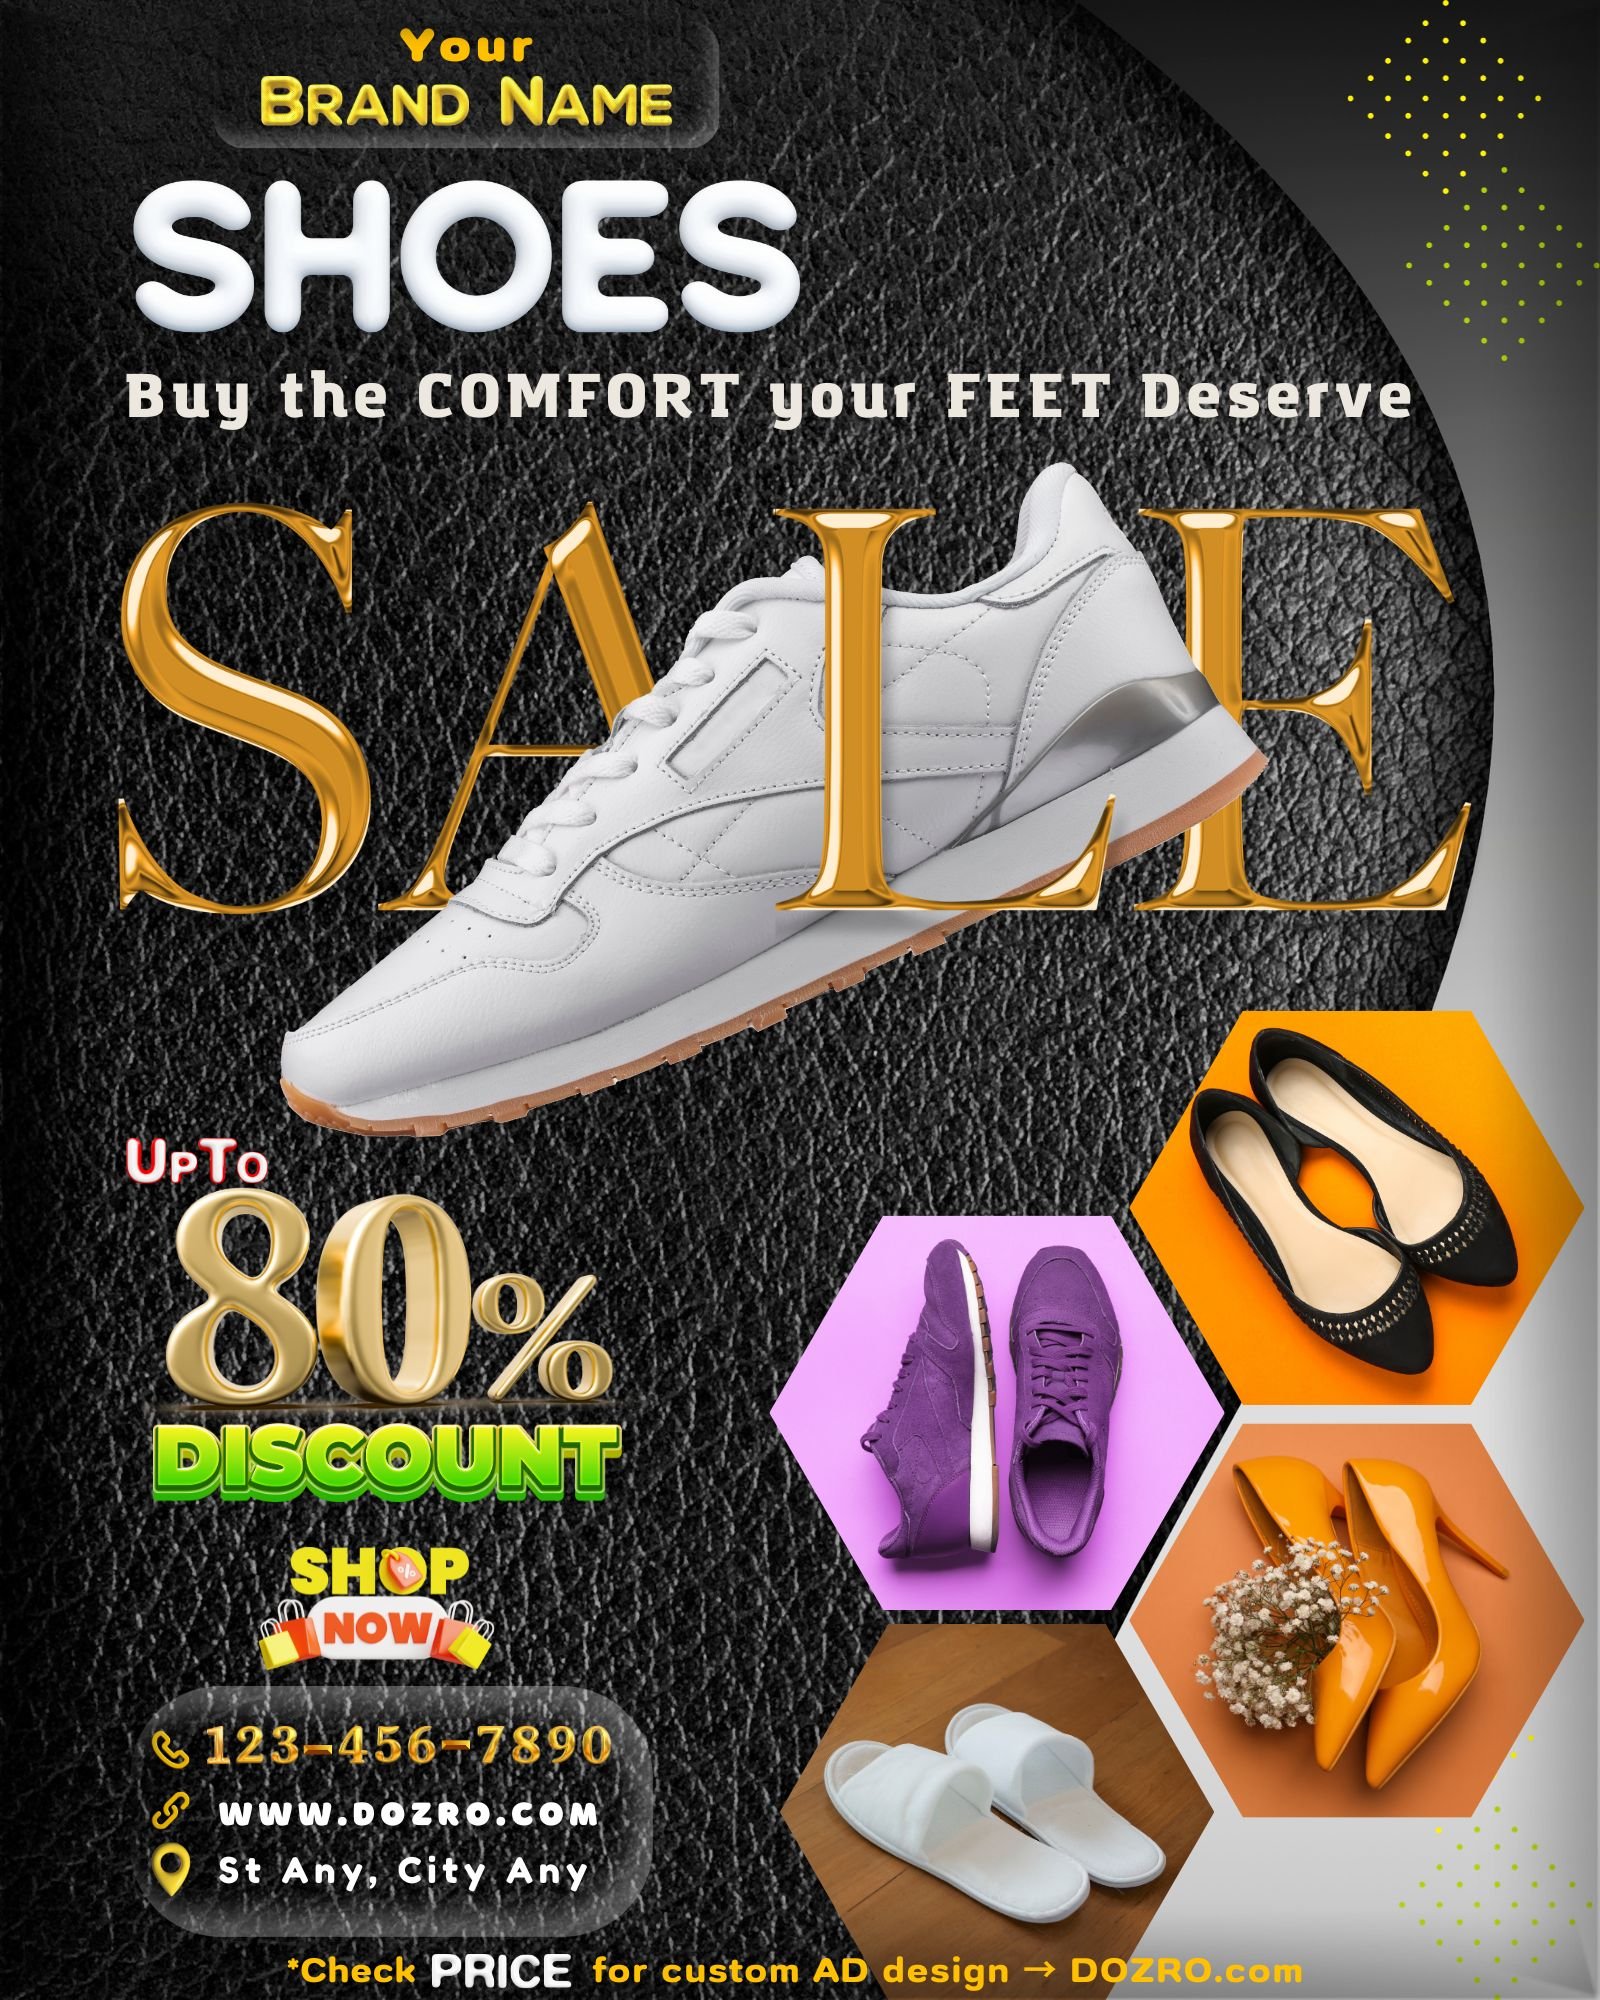 Your
BRAND NAME
SHOES
Buy the COMFORT your FEET Deserve
SALE
UPTO
80%
DISCOUNT
SHOP
NOW
123-456-7890
WWW.DOZRO.COM
St Any, City Any
*Check PRICE for custom AD design → DOZRO.com